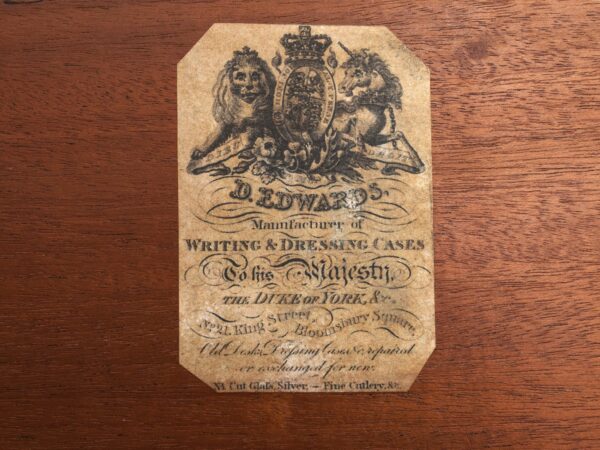 D. EDWARDS,
Manufacturer of
WRITING & DRESSING CASES
To his Majesty,
THE DUKE OF YORK, &c.
No. 21, King Street, Bloomsbury Square
Old Desks, Dressing Cases &c. repaired
or exchanged for new.
Cut Glass, Silver, — Fine Cutlery, &c.